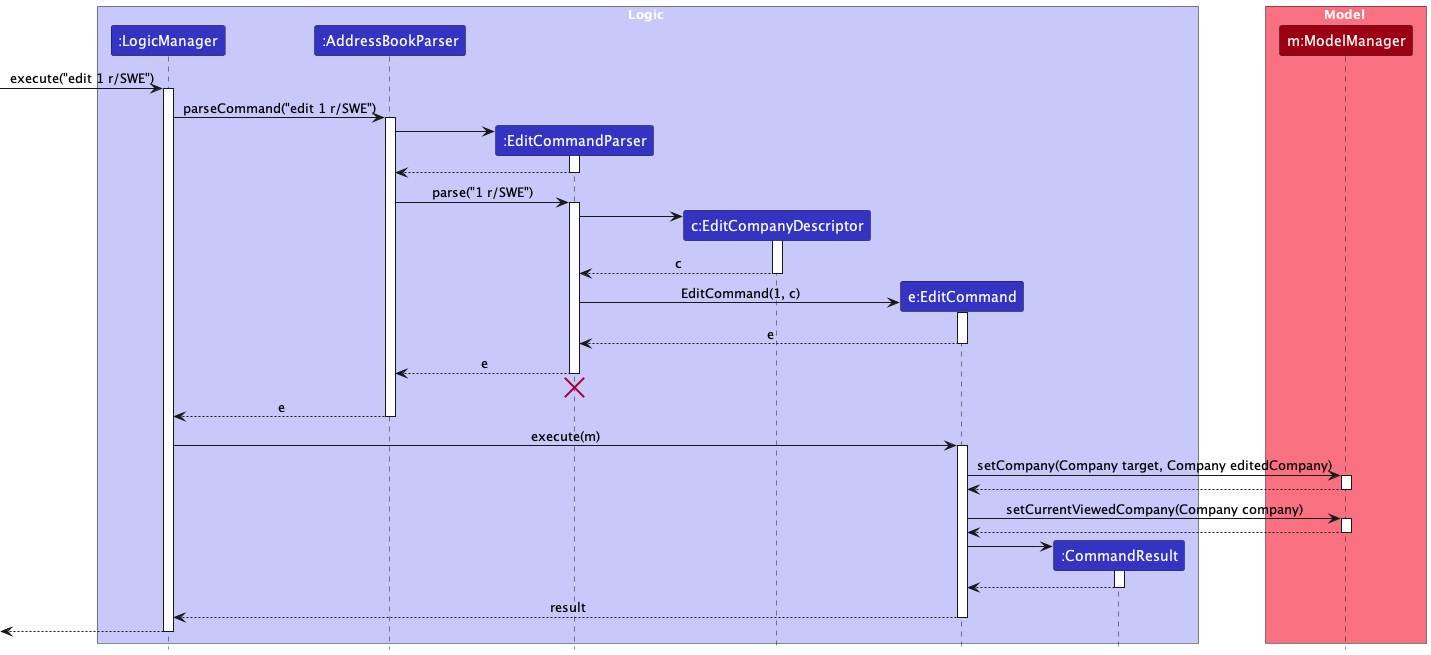 Logic
Model
:LogicManager
:AddressBookParser
m:ModelManager
execute("edit 1 r/SWE")
parseCommand("edit 1 r/SWE")
:EditCommandParser
parse("1 r/SWE")
c:EditCompanyDescriptor
c
EditCommand(1, c)
e:EditCommand
e
e
e
execute(m)
setCompany(Company target, Company editedCompany)
setCurrentViewedCompany(Company company)
:CommandResult
result